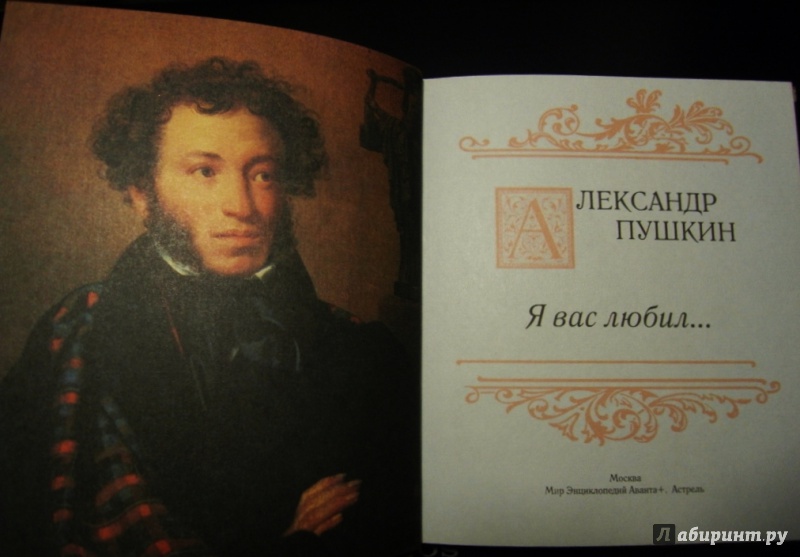 АЛЕКСАНДР
ПУШКИН
Я вас любил...
Москва
Мир Энциклопедий Аванта+, Астрель
Лабиринт.ру